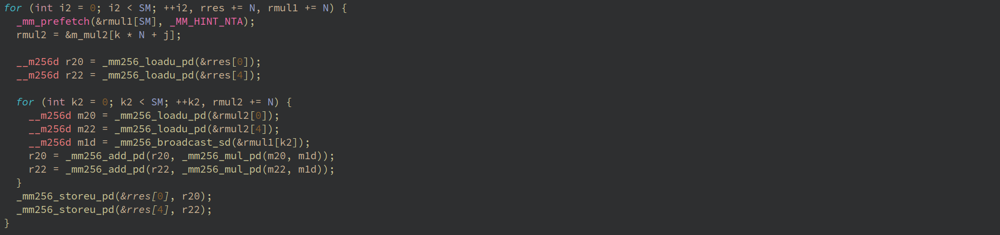 for (int i2 = 0; i2 < SM; ++i2, rres += N, rmul1 += N) {
  _mm_prefetch(&rmul1[SM], _MM_HINT_NTA);
  rmul2 = &m_mul2[k * N + j];

  __m256d r20 = _mm256_loadu_pd(&rres[0]);
  __m256d r22 = _mm256_loadu_pd(&rres[4]);

  for (int k2 = 0; k2 < SM; ++k2, rmul2 += N) {
    __m256d m20 = _mm256_loadu_pd(&rmul2[0]);
    __m256d m22 = _mm256_loadu_pd(&rmul2[4]);
    __m256d m1d = _mm256_broadcast_sd(&rmul1[k2]);
    r20 = _mm256_add_pd(r20, _mm256_mul_pd(m20, m1d));
    r22 = _mm256_add_pd(r22, _mm256_mul_pd(m22, m1d));
  }
  _mm256_storeu_pd(&rres[0], r20);
  _mm256_storeu_pd(&rres[4], r22);
}